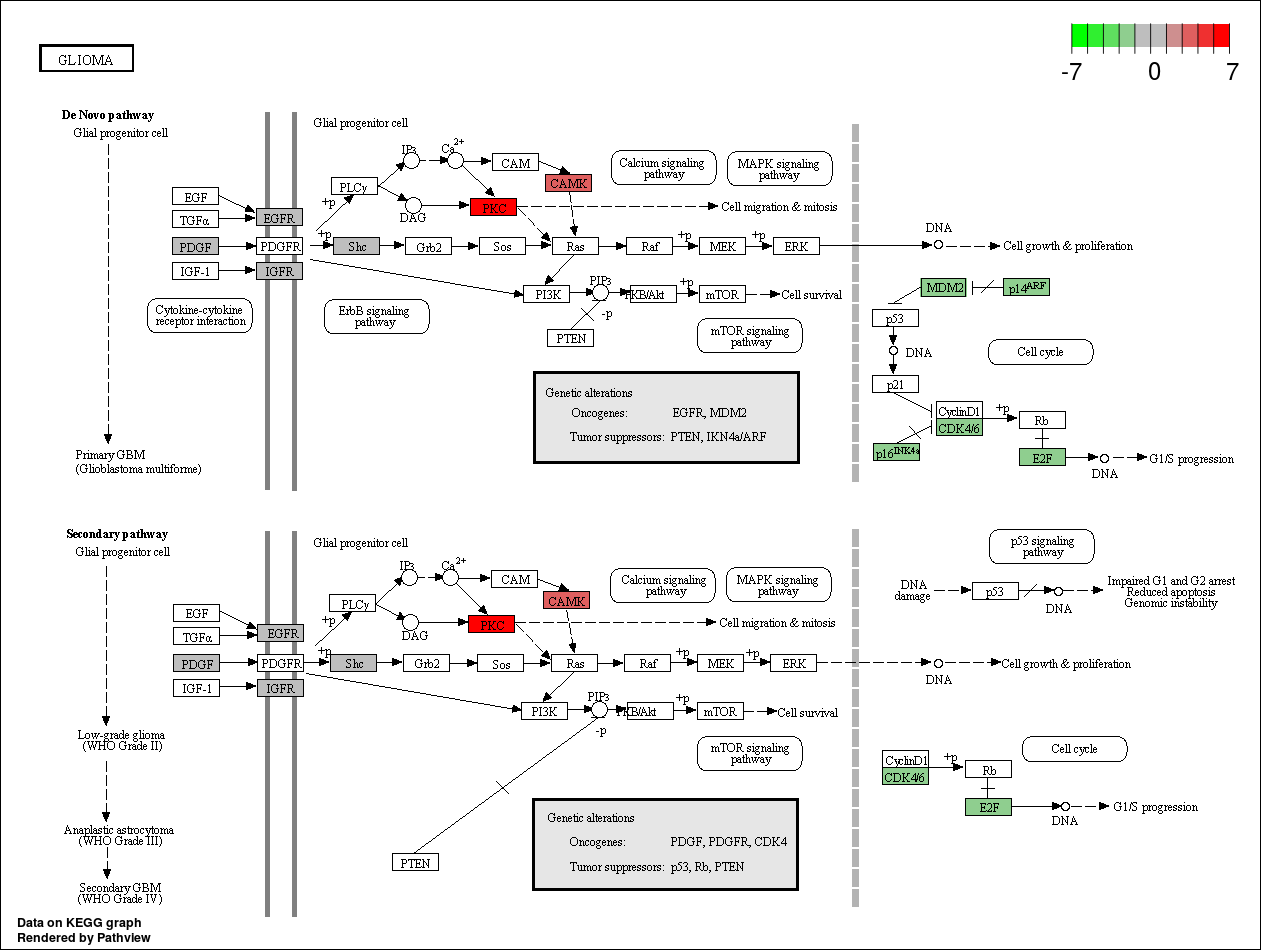 GLIOMA
-7 0 7
De Novo pathway
Glial progenitor cell
Glial progenitor cell
IP3
Ca2+
CAM
Calcium signaling
pathway
MAPK signaling
pathway
PLCγ
CAMK
EGF
+p
DAG
PKC
Cell migration & mitosis
TGFα
EGFR
+p
PDGF
PDGFR
Shc
Grb2
Sos
Ras
Raf
+p
MEK
+p
ERK
DNA
Cell growth & proliferation
IGF-1
IGFR
PI3K
PIP3
PKB/Akt
+p
mTOR
Cell survival
MDM2
p14ARF
Cytokine-cytokine
receptor interaction
ErbB signaling
pathway
-p
PTEN
mTOR signaling
pathway
p53
DNA
Cell cycle
p21
Genetic alterations
Oncogenes: EGFR, MDM2
Tumor suppressors: PTEN, IKN4a/ARF
CyclinD1
CDK4/6
+p
Rb
p16INK4a
E2F
DNA
G1/S progression
Primary GBM
(Glioblastoma multiforme)
Secondary pathway
Glial progenitor cell
Glial progenitor cell
IP3
Ca2+
CAM
Calcium signaling
pathway
MAPK signaling
pathway
p53 signaling
pathway
PLCγ
CAMK
DNA
damage
p53
DNA
Impaired G1 and G2 arrest
Reduced apoptosis
Genomic instability
EGF
+p
DAG
PKC
Cell migration & mitosis
TGFα
EGFR
+p
PDGF
PDGFR
Shc
Grb2
Sos
Ras
Raf
+p
MEK
+p
ERK
DNA
Cell growth & proliferation
IGF-1
IGFR
PI3K
PIP3
PKB/Akt
+p
mTOR
Cell survival
-p
Low-grade glioma
(WHO Grade II)
mTOR signaling
pathway
CyclinD1
CDK4/6
+p
Rb
Cell cycle
E2F
DNA
G1/S progression
Anaplastic astrocytoma
(WHO Grade III)
PTEN
Genetic alterations
Oncogenes: PDGF, PDGFR, CDK4
Tumor suppressors: p53, Rb, PTEN
Secondary GBM
(WHO Grade IV)
Data on KEGG graph
Rendered by Pathview